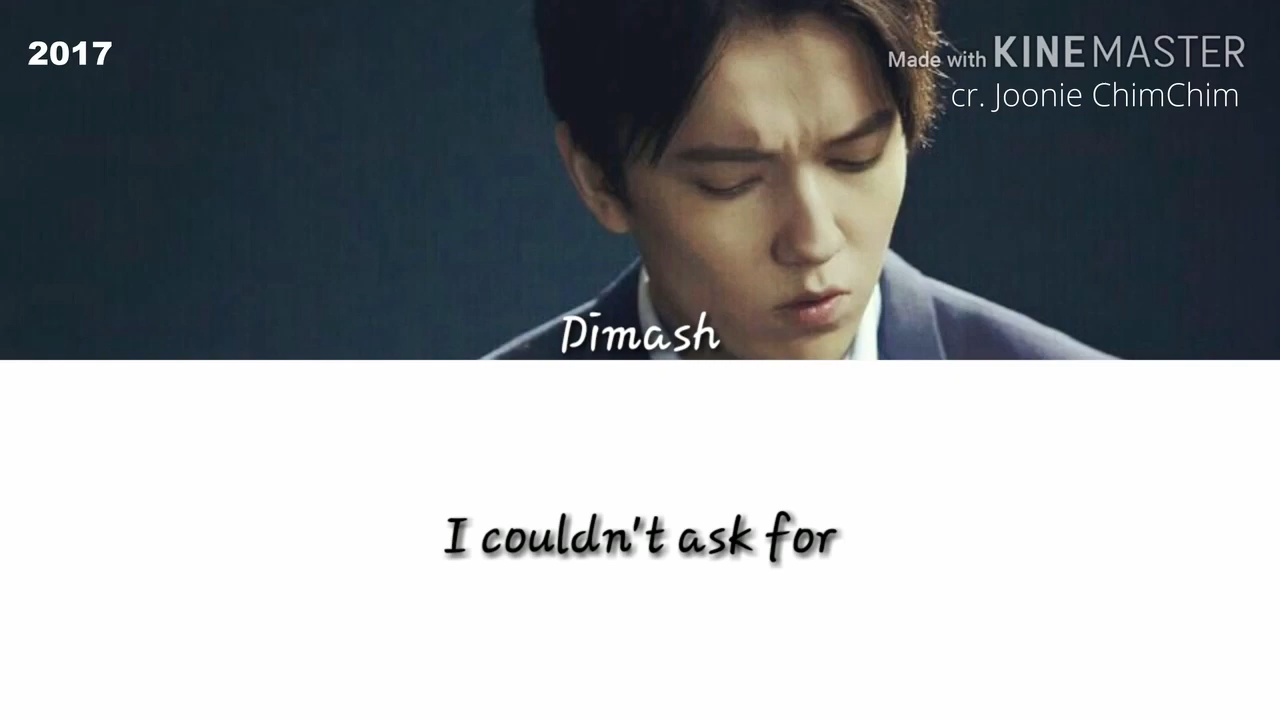 2017
Made with KINEMASTER
cr. Joonie ChimChim
Dimash
I couldn't ask for